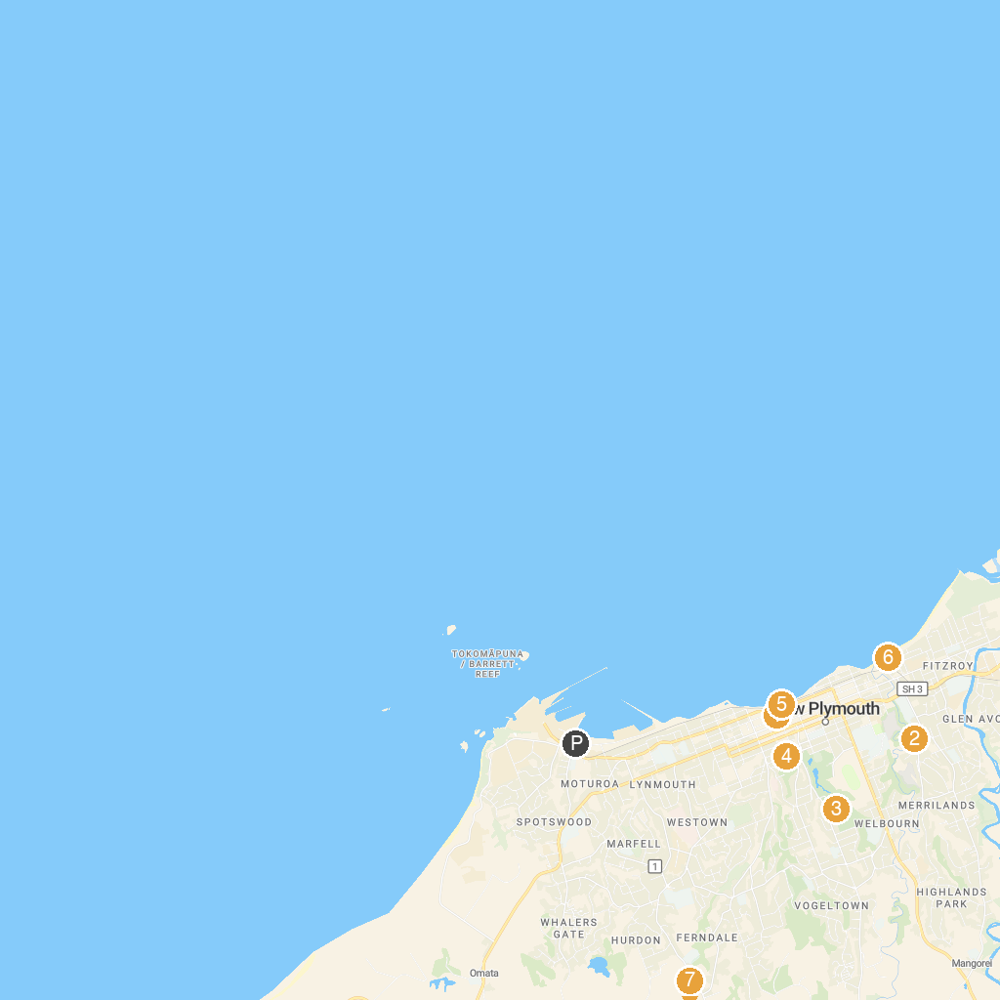 TOKOMĀPUNA
/ BARRETT
REEF
6
FITZROY
SH 3
5
w Plymouth
GLEN AVO
2
P
4
MOTUROA
LYNMOUTH
3
MERRILANDS
SPOTSWOOD
WESTOWN
WELBOURN
MARFELL
1
HIGHLANDS
PARK
VOGELTOWN
WHALERS
GATE
HURDON
FERNDALE
Omata
7
Mangorei